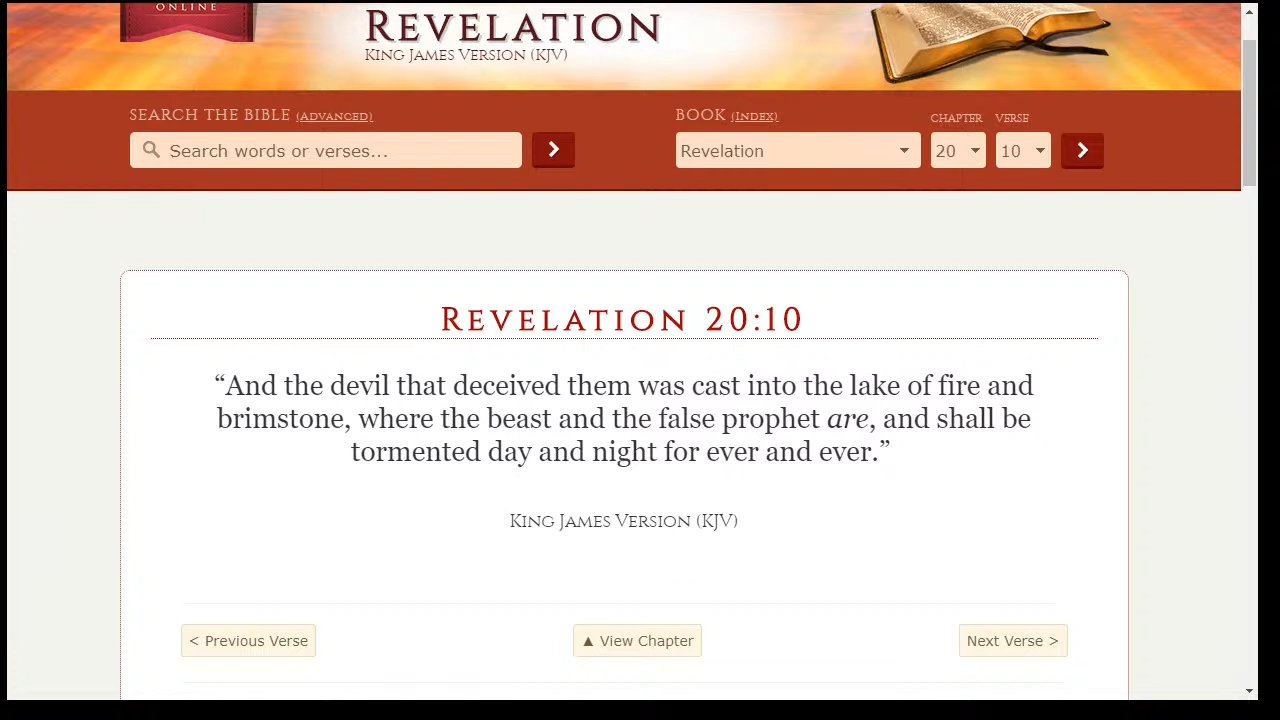 ONLINE
REVELATION
KING JAMES VERSION (KJV)
SEARCH THE BIBLE (ADVANCED)
BOOK (INDEX)
CHAPTER
VERSE
Search words or verses...
Revelation
20
10
REVELATION 20:10
“And the devil that deceived them was cast into the lake of fire and
brimstone, where the beast and the false prophet are, and shall be
tormented day and night for ever and ever.”
KING JAMES VERSION (KJV)
< Previous Verse
▲ View Chapter
Next Verse >